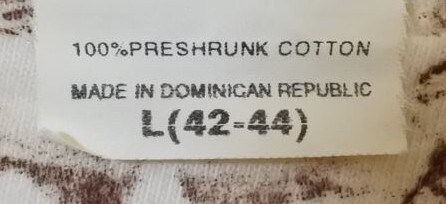 100%PRESHRUNK COTTON
MADE IN DOMINICAN REPUBLIC
L(42-44)